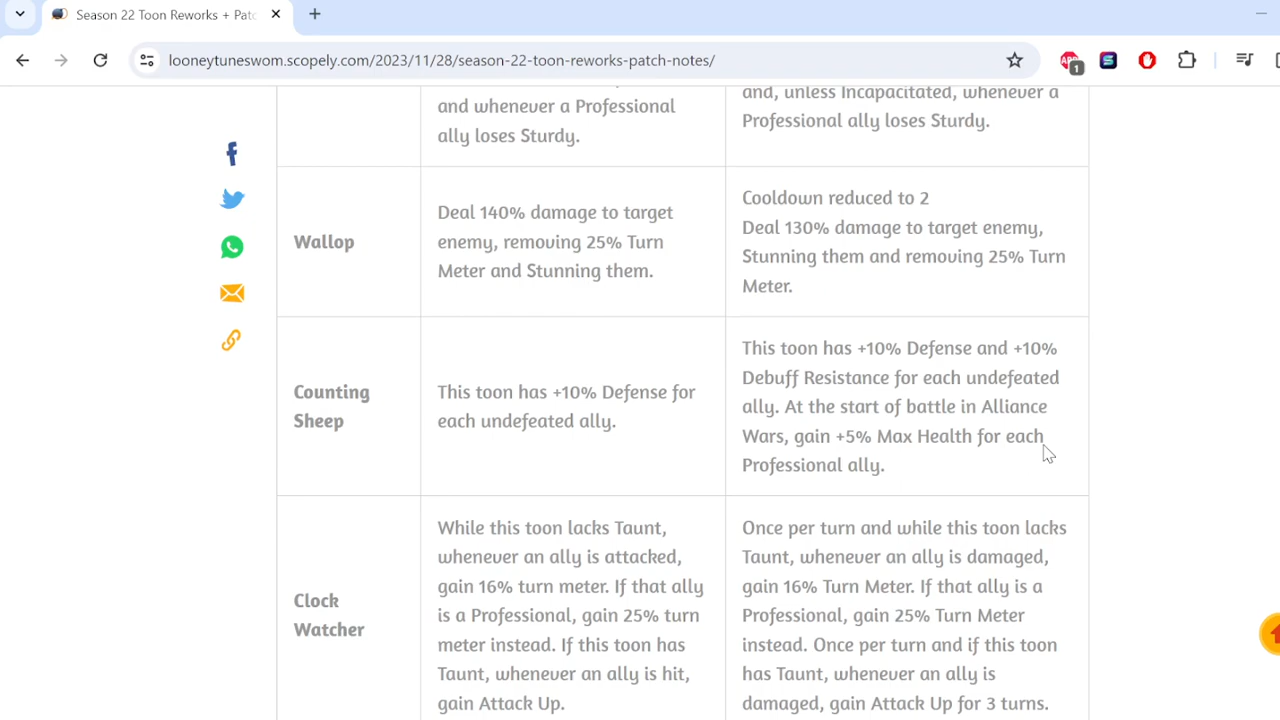 Season 22 Toon Reworks + Patc
looneytuneswom.scopely.com/2023/11/28/season-22-toon-reworks-patch-notes/
1
and whenever a Professional
ally loses Sturdy.
and, unless Incapacitated, whenever a
Professional ally loses Sturdy.
Wallop
Deal 140% damage to target
enemy, removing 25% Turn
Meter and Stunning them.
Cooldown reduced to 2
Deal 130% damage to target enemy,
Stunning them and removing 25% Turn
Meter.
Counting
Sheep
This toon has +10% Defense for
each undefeated ally.
This toon has +10% Defense and +10%
Debuff Resistance for each undefeated
ally. At the start of battle in Alliance
Wars, gain +5% Max Health for each
Professional ally.
Clock
Watcher
While this toon lacks Taunt,
whenever an ally is attacked,
gain 16% turn meter. If that ally
is a Professional, gain 25% turn
meter instead. If this toon has
Taunt, whenever an ally is hit,
gain Attack Up.
Once per turn and while this toon lacks
Taunt, whenever an ally is damaged,
gain 16% Turn Meter. If that ally is a
Professional, gain 25% Turn Meter
instead. Once per turn and if this toon
has Taunt, whenever an ally is
damaged, gain Attack Up for 3 turns.